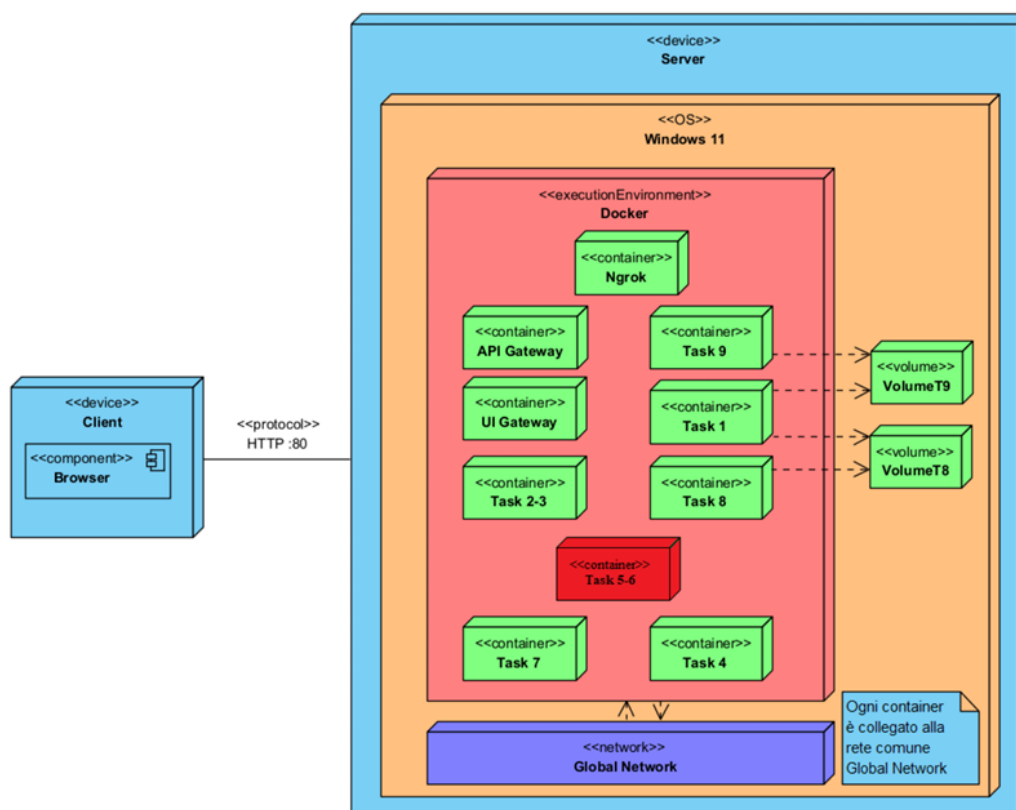 <<device>>
Server
<<OS>>
Windows 11
<<executionEnvironment>>
Docker
<<container>>
Ngrok
<<container>>
API Gateway
<<container>>
Task 9
<<volume>>
VolumeT9
<<device>>
Client
<<component>>
Browser
<<protocol>>
HTTP :80
<<container>>
UI Gateway
<<container>>
Task 1
<<volume>>
VolumeT8
<<container>>
Task 2-3
<<container>>
Task 8
<<container>>
Task 5-6
<<container>>
Task 7
<<container>>
Task 4
Ogni container
è collegato alla
rete comune
Global Network
<<network>>
Global Network